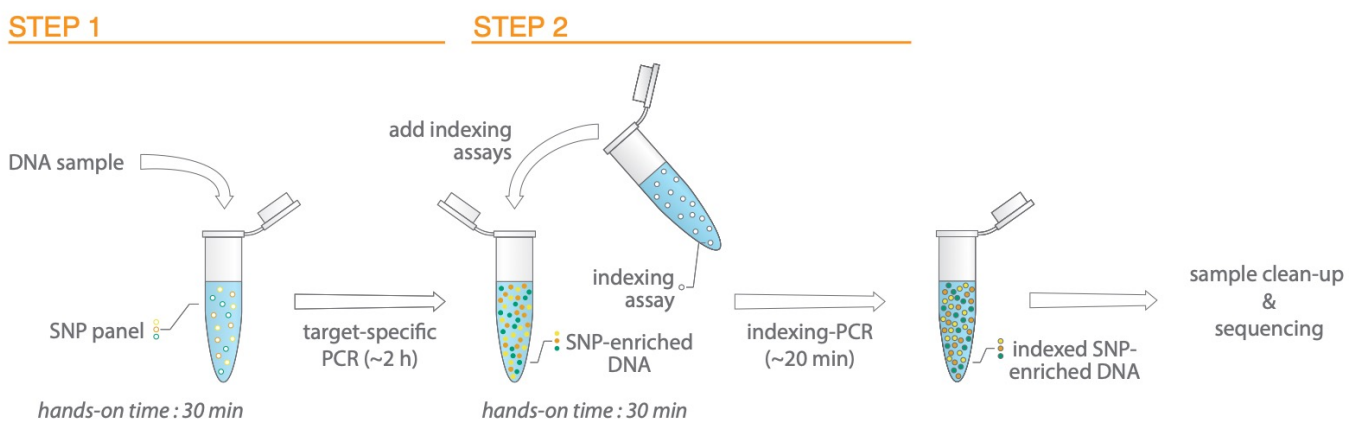 STEP 1
STEP 2
DNA sample
add indexing
assays
SNP panel
target-specific
PCR (~2 h)
indexing
assay
SNP-enriched
DNA
indexing-PCR
(~20 min)
indexed SNP-
enriched DNA
sample clean-up
&
sequencing
hands-on time : 30 min
hands-on time : 30 min